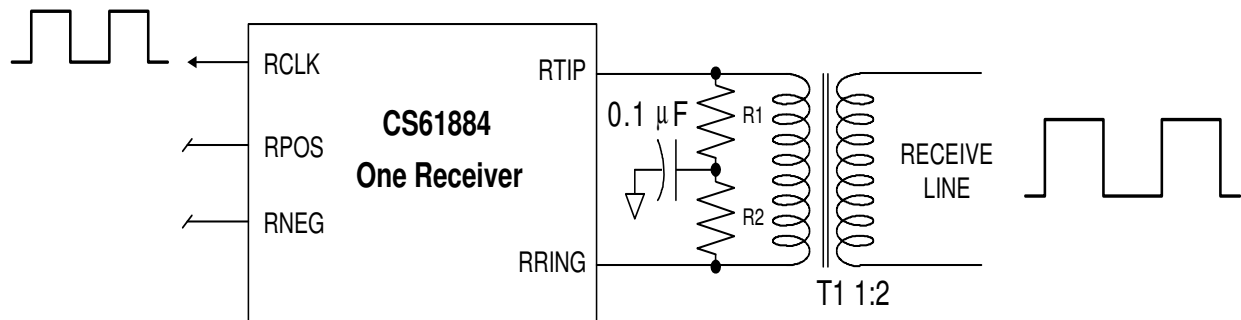 RCLK
RTIP
CS61884
One Receiver
0.1 μF
R1
RPOS
RECEIVE
LINE
RNEG
R2
RRING
T1 1:2